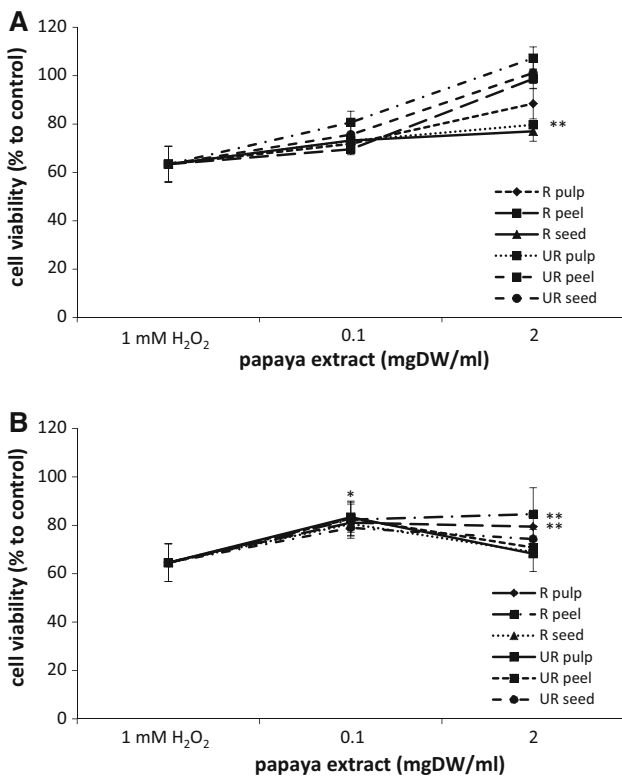 A
cell viability (% to control)
120
100
80
60
40
20
0
**
R pulp
R peel
R seed
UR pulp
UR peel
UR seed
1 mM H₂O₂
0.1
2
papaya extract (mgDW/ml)
B
cell viability (% to control)
120
100
80
60
40
20
0
*
**
**
R pulp
R peel
R seed
UR pulp
UR peel
UR seed
1 mM H₂O₂
0.1
2
papaya extract (mgDW/ml)